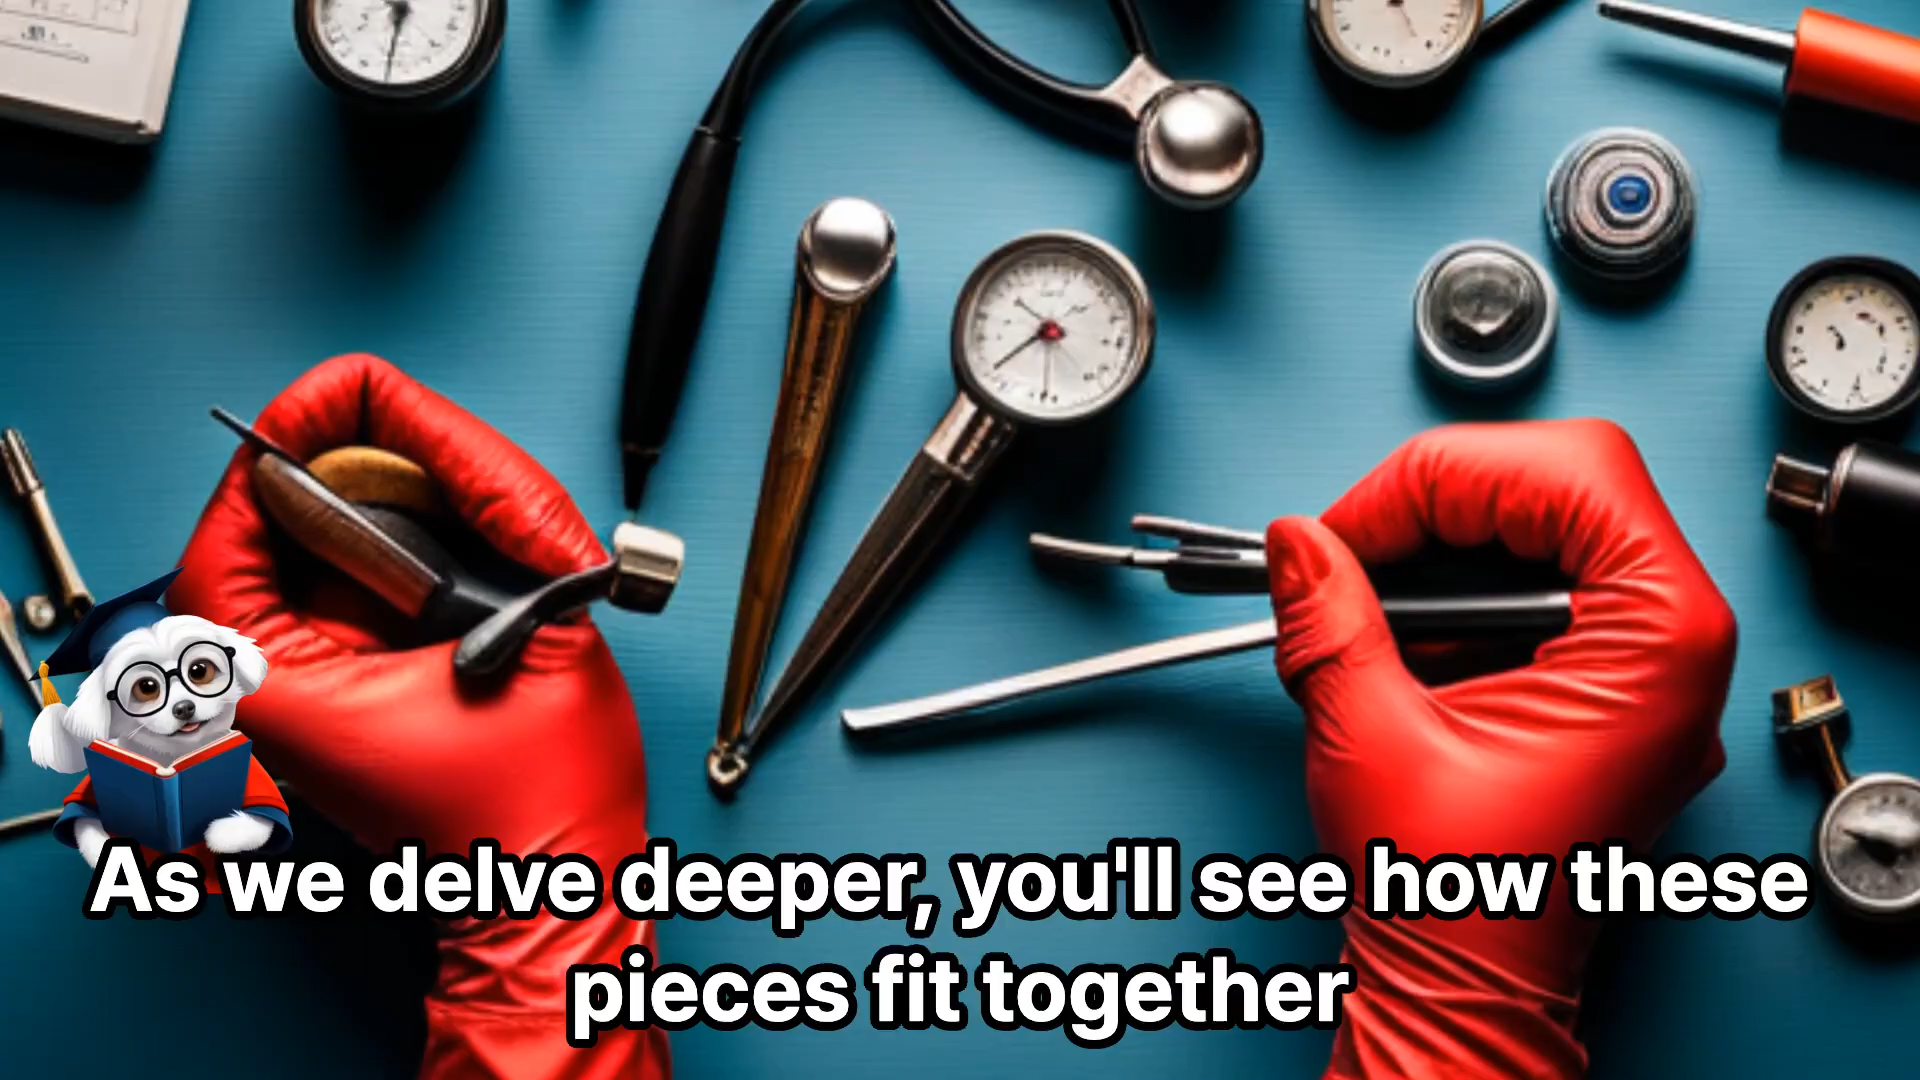 As we delve deeper, you'll see how these
pieces fit together